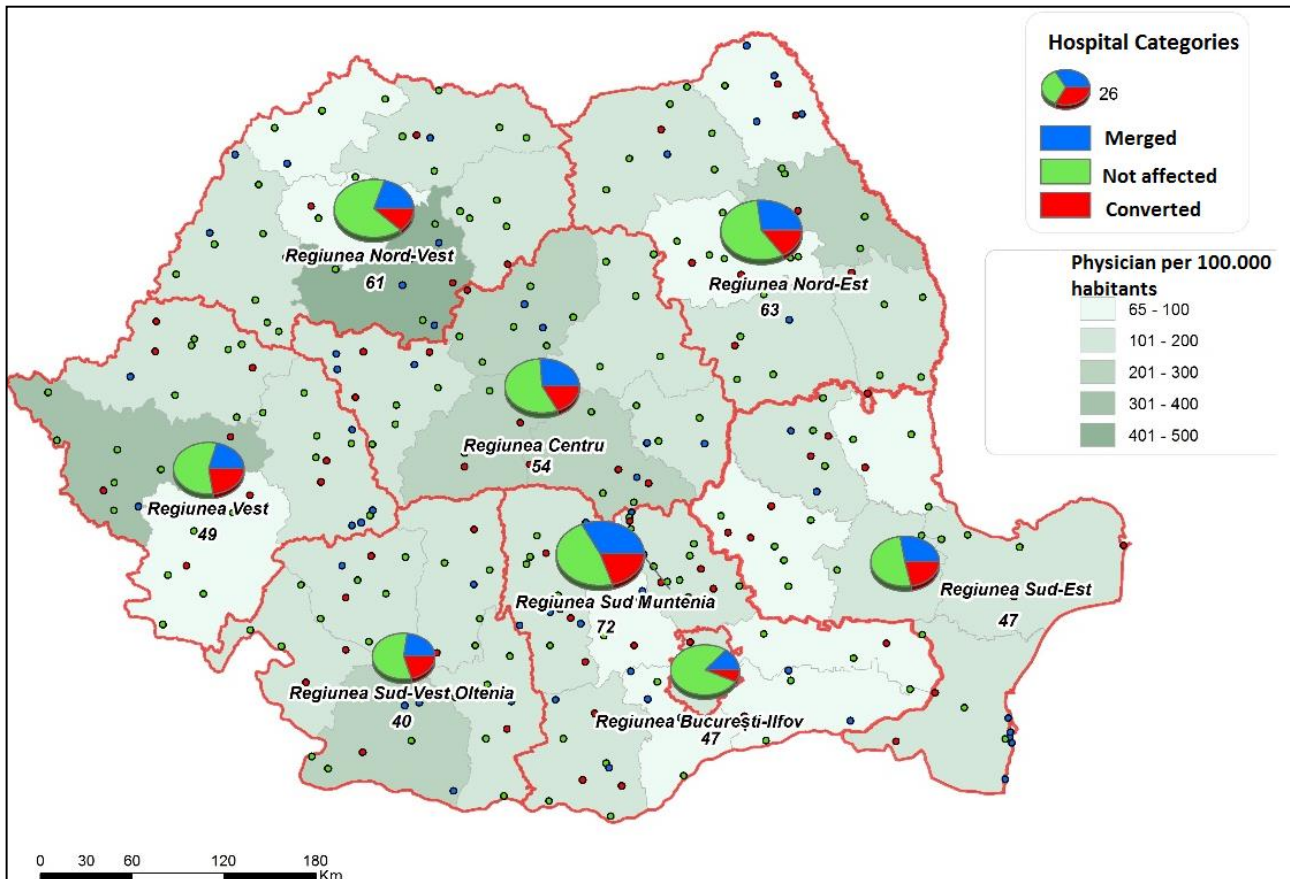 Hospital Categories
26
Merged
Not affected
Converted
Physician per 100.000
habitants
65 - 100
101 - 200
201 - 300
301 - 400
401 - 500
Regiunea Nord-Vest
61
Regiunea Nord-Est
63
Regiunea Centru
54
Regiunea Vest
49
Regiunea Sud Muntenia
72
Regiunea Sud-Est
47
Regiunea Sud-Vest Oltenia
40
Regiunea București-Ilfov
47
0 30 60 120 180
Km